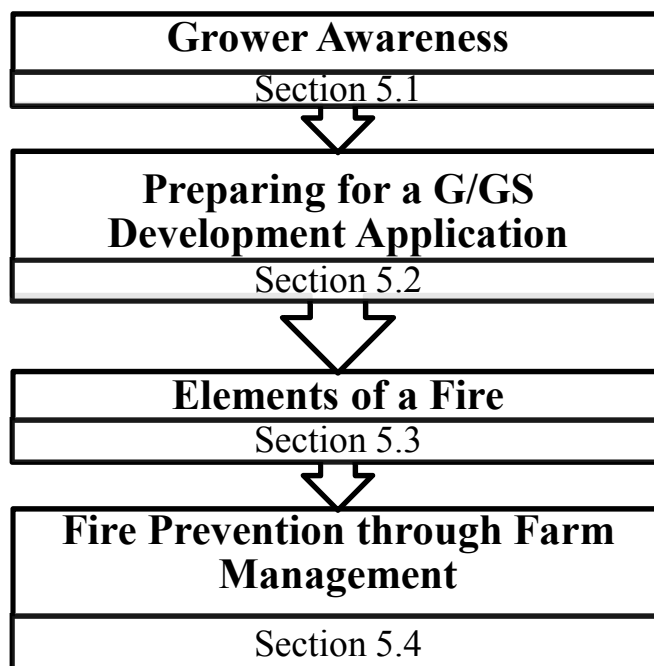 Grower Awareness
Section 5.1
Preparing for a G/GS
Development Application
Section 5.2
Elements of a Fire
Section 5.3
Fire Prevention through Farm
Management
Section 5.4